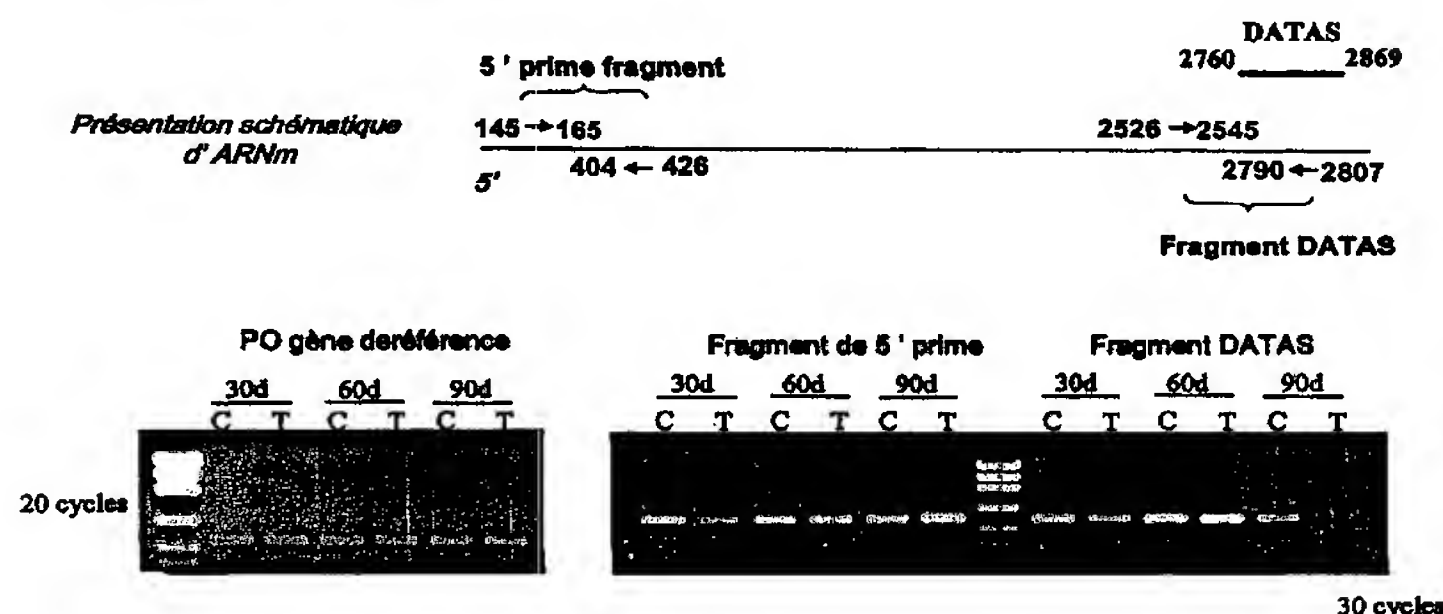 DATAS
2760 2869
5 ' prime fragment
Présentation schématique
d' ARNm
145 → 165
2526 → 2545
5'
404 ← 426
2790 ← 2807
Fragment DATAS
PO gène deréférence
Fragment de 5 ' prime
Fragment DATAS
30d 60d 90d
30d 60d 90d
30d 60d 90d
C T C T C T
C T C T C T
C T C T C T
20 cycles
30 cycles